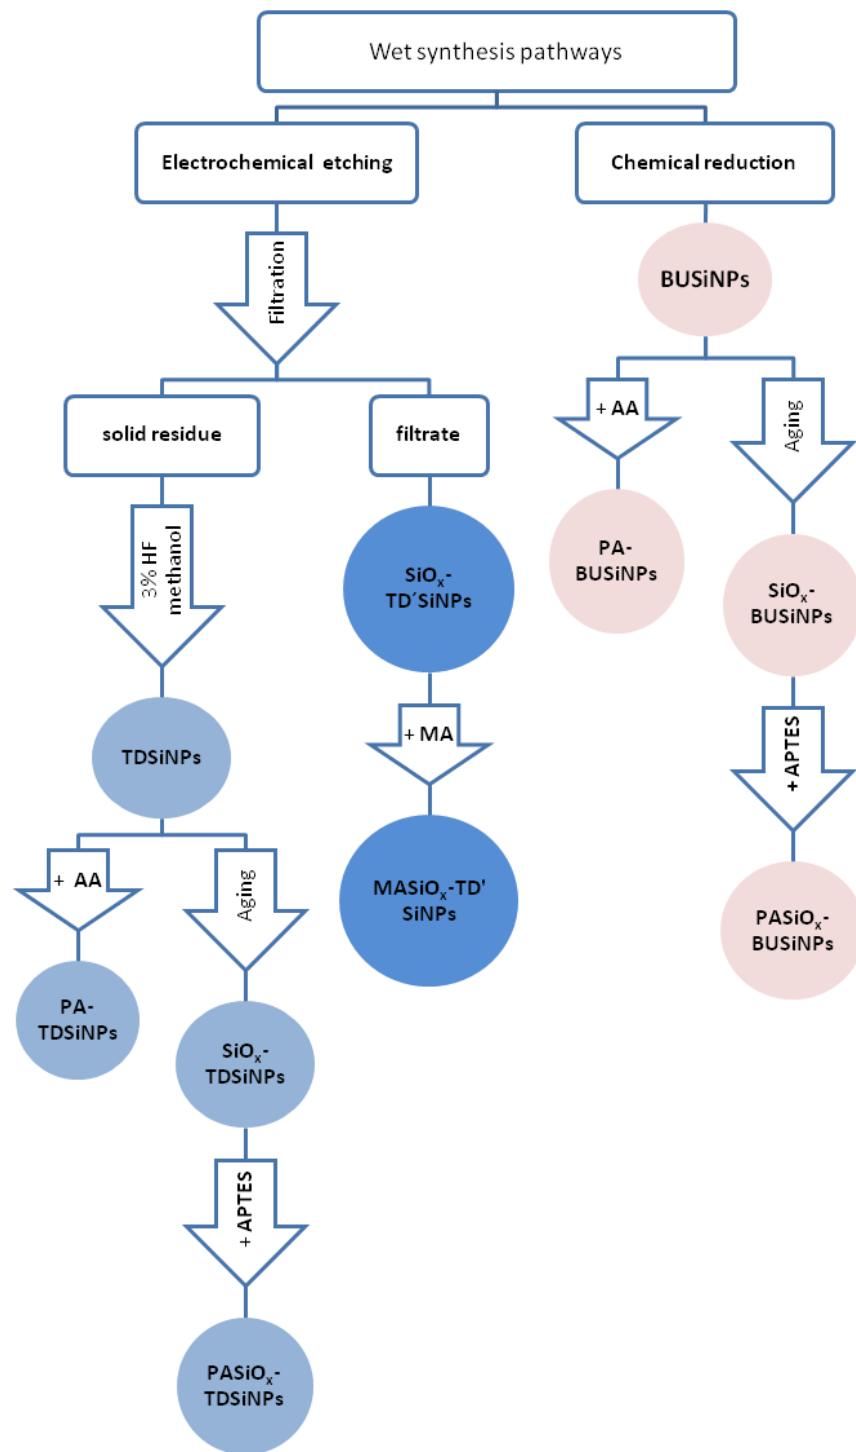 Wet synthesis pathways
Electrochemical etching
Chemical reduction
Filtration
BUSiNPs
solid residue
filtrate
+ AA
Aging
3% HF
methanol
SiOₓ-
TD´SiNPs
PA-
BUSiNPs
SiOₓ-
BUSiNPs
TDSiNPs
+ MA
+ APTES
+ AA
Aging
MASiOₓ-TD'
SiNPs
PASiOₓ-
BUSiNPs
PA-
TDSiNPs
SiOₓ-
TDSiNPs
+ APTES
PASiOₓ-
TDSiNPs